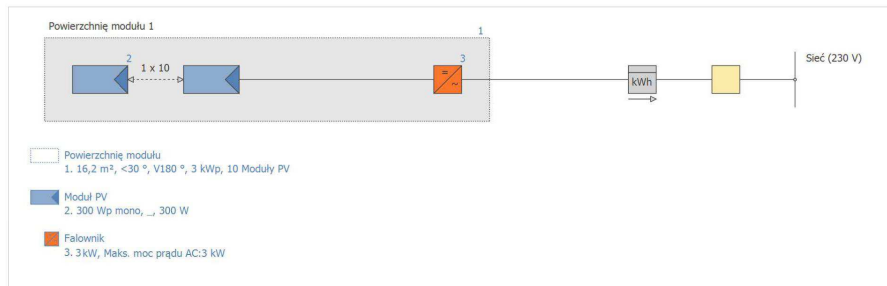 Powierzchnię modułu 1
1
2
1 x 10
3
=
~
kWh
Sieć (230 V)
Powierzchnię modułu
1. 16,2 m², <30 °, V180 °, 3 kWp, 10 Moduły PV
Moduł PV
2. 300 Wp mono, _, 300 W
Falownik
3. 3kW, Maks. moc prądu AC:3 kW